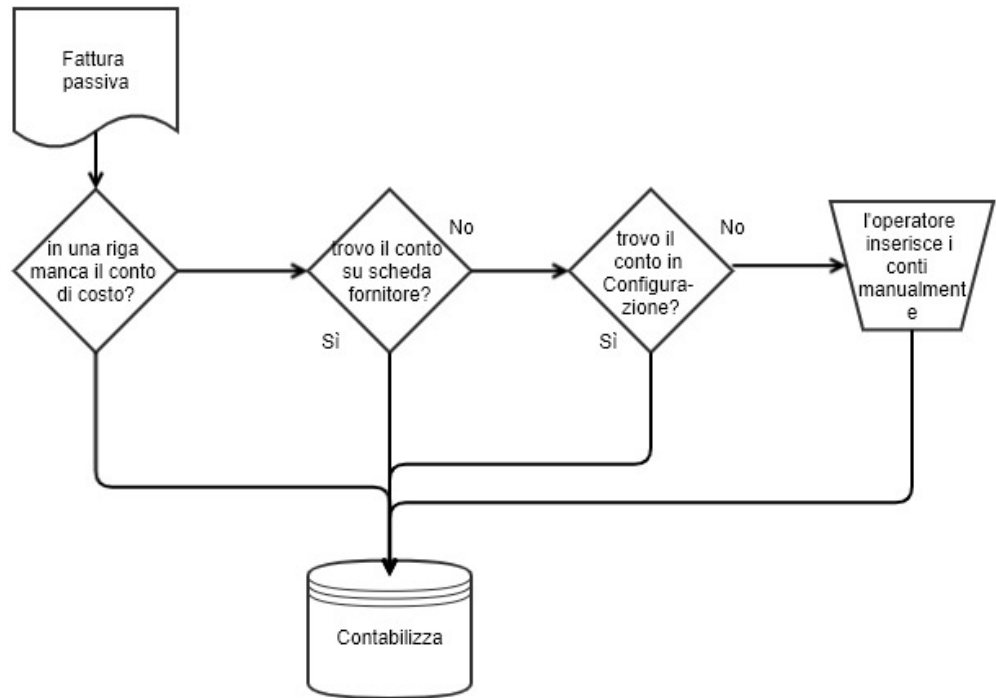 Fattura
passiva
in una riga
manca il conto
di costo?
trovo il conto
su scheda
fornitore?
No
Sì
trovo il
conto in
Configura-
zione?
No
Sì
l'operatore
inserisce i
conti
manualment
e
Contabilizza